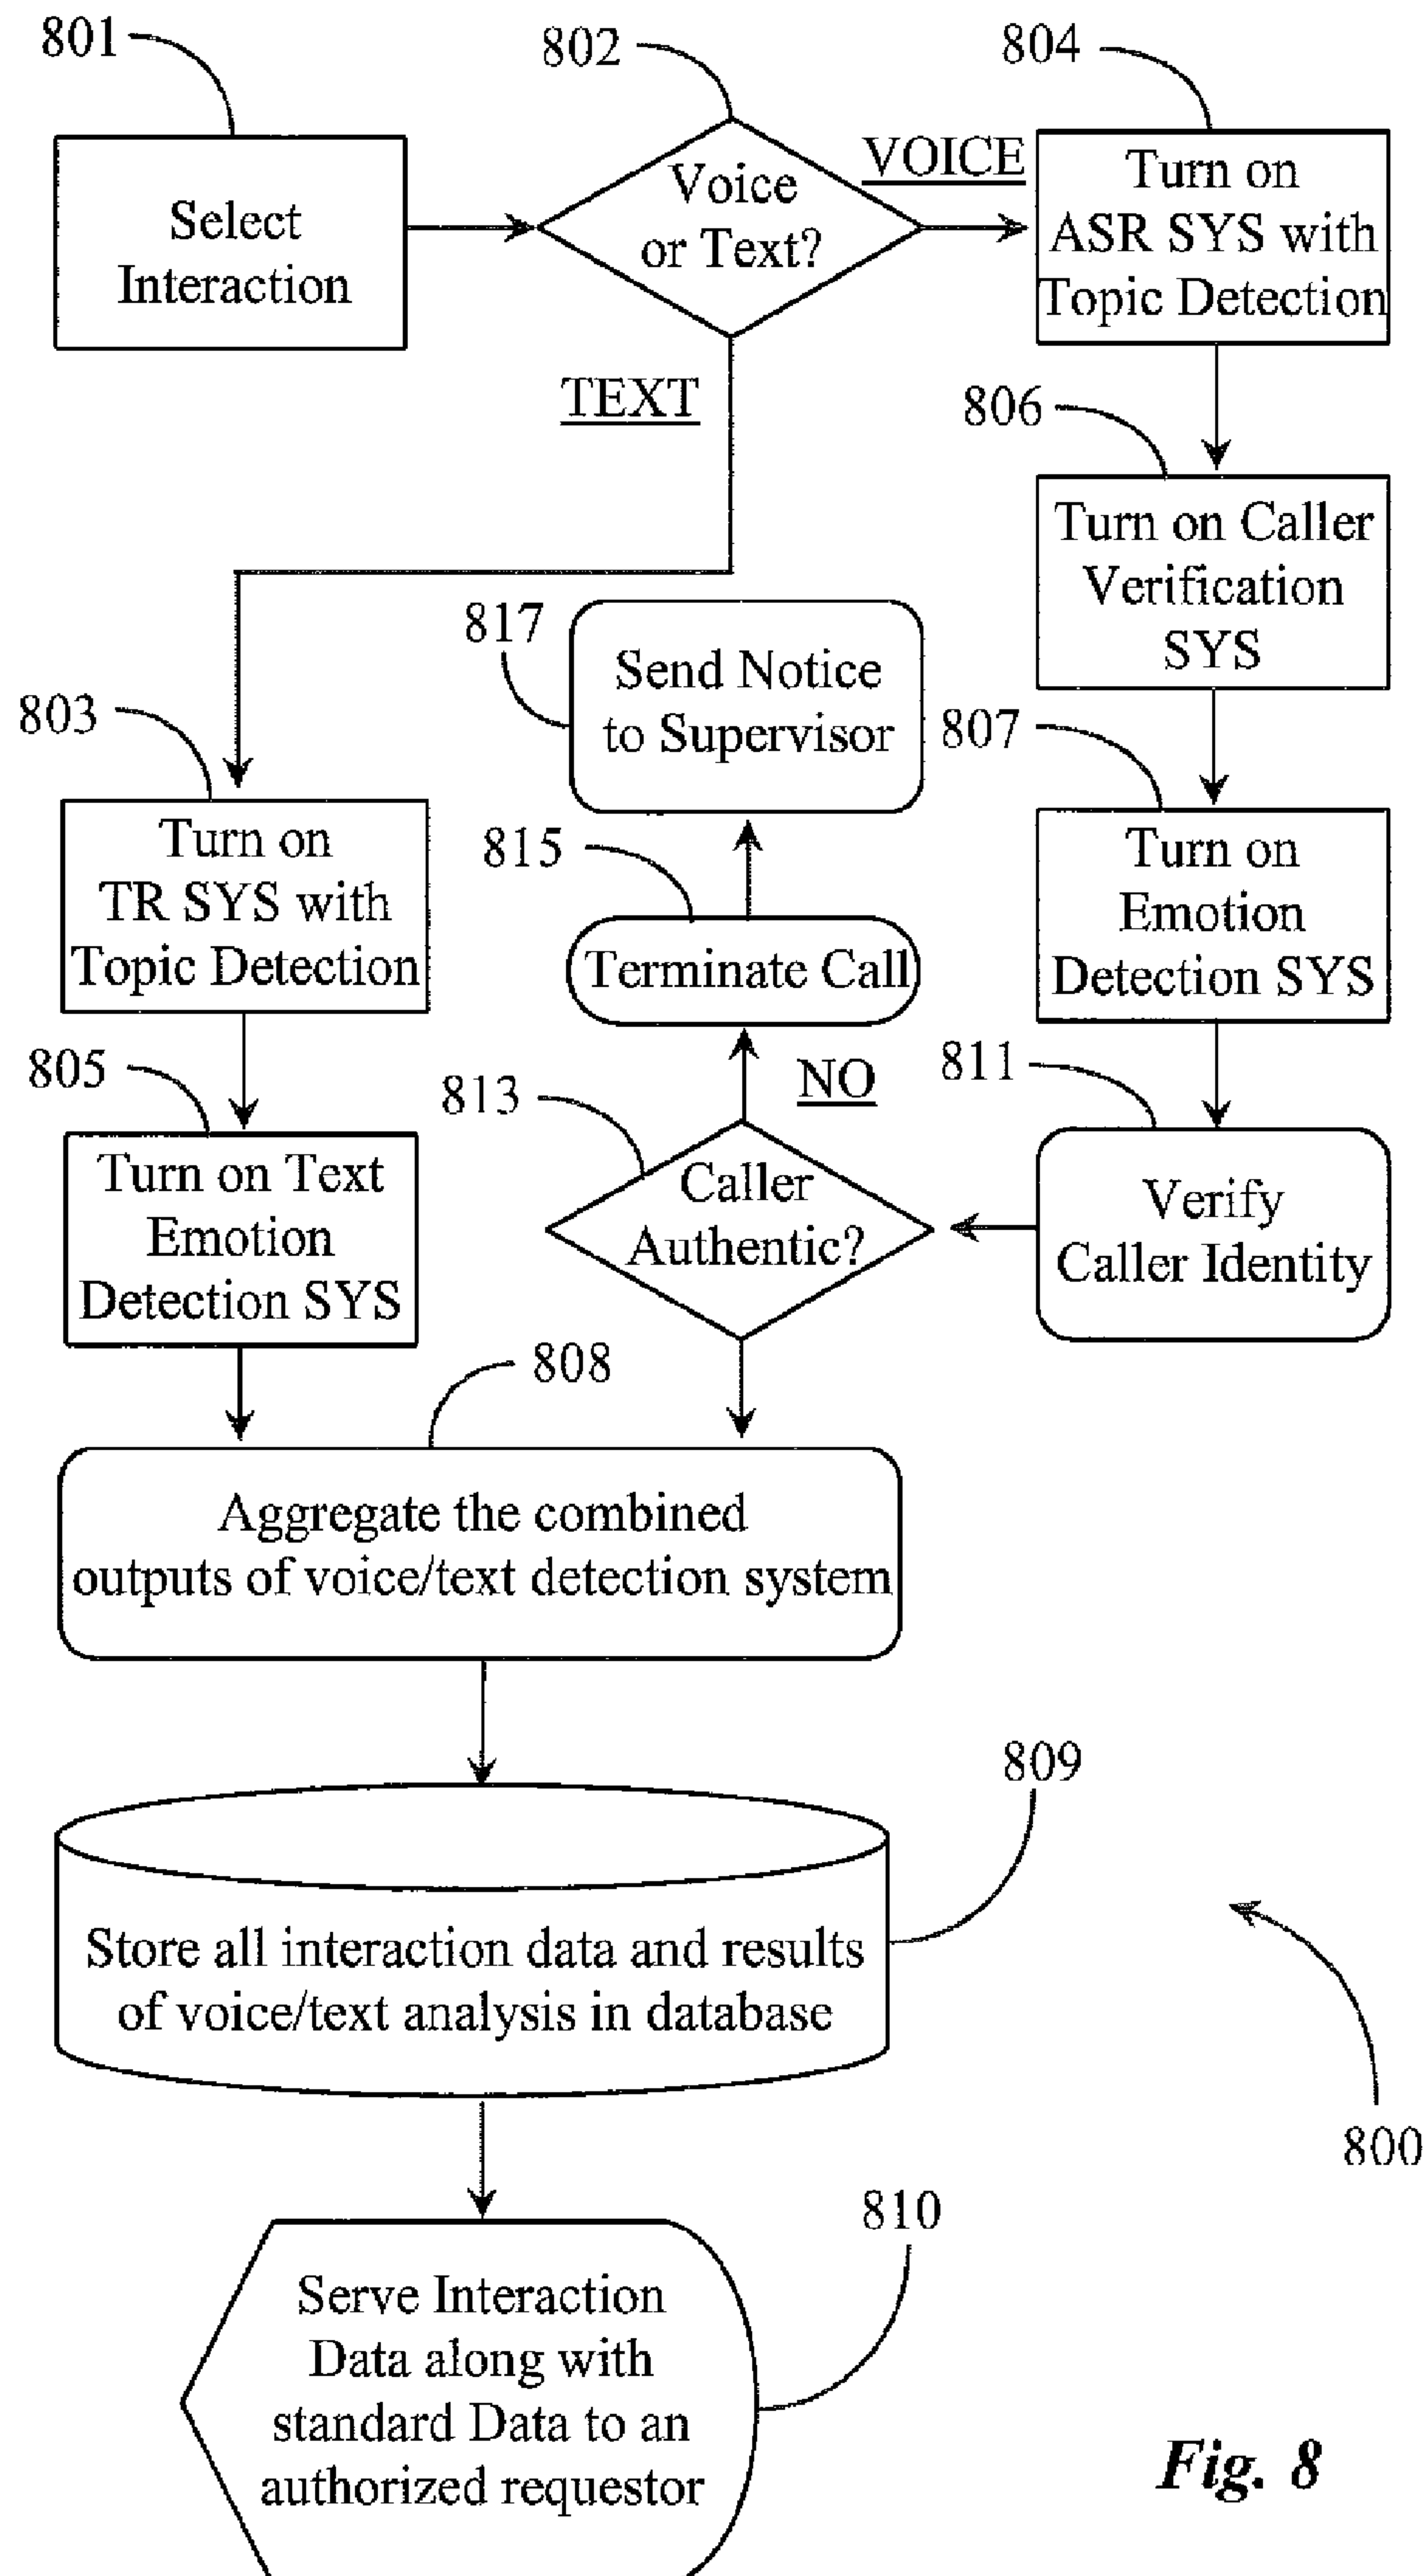 801
802
804
Select
Interaction
Voice
or Text?
VOICE
Turn on
ASR SYS with
Topic Detection
TEXT
806
Turn on Caller
Verification
SYS
817
Send Notice
to Supervisor
803
807
Turn on
TR SYS with
Topic Detection
815
Terminate Call
Turn on
Emotion
Detection SYS
805
813
NO
811
Turn on Text
Emotion
Detection SYS
Caller
Authentic?
Verify
Caller Identity
808
Aggregate the combined
outputs of voice/text detection system
809
Store all interaction data and results
of voice/text analysis in database
800
810
Serve Interaction
Data along with
standard Data to an
authorized requestor
Fig. 8